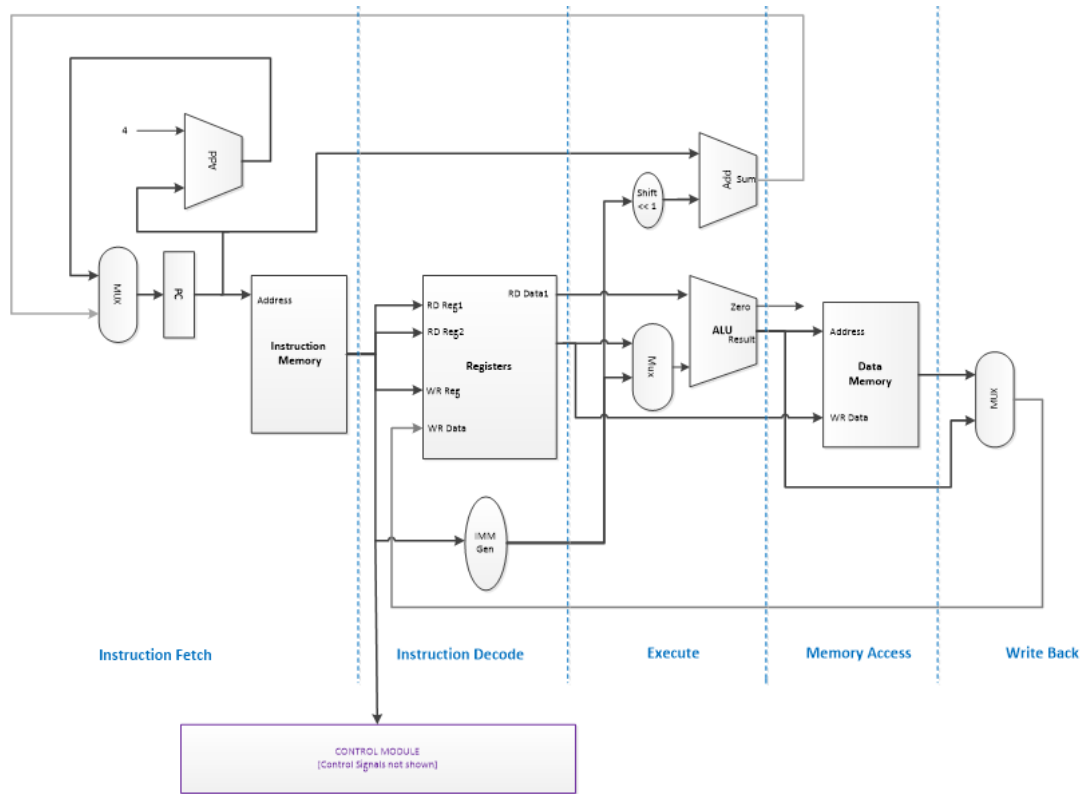 4
Add
MUX
PC
Address
Instruction
Memory
RD Reg1
RD Reg2
WR Reg
WR Data
RD Data1
Registers
IMM
Gen
Shift
<< 1
Add
Sum
Mux
ALU
Zero
Result
Address
Data
Memory
WR Data
MUX
Instruction Fetch
Instruction Decode
Execute
Memory Access
Write Back
CONTROL MODULE
(Control Signals not shown)